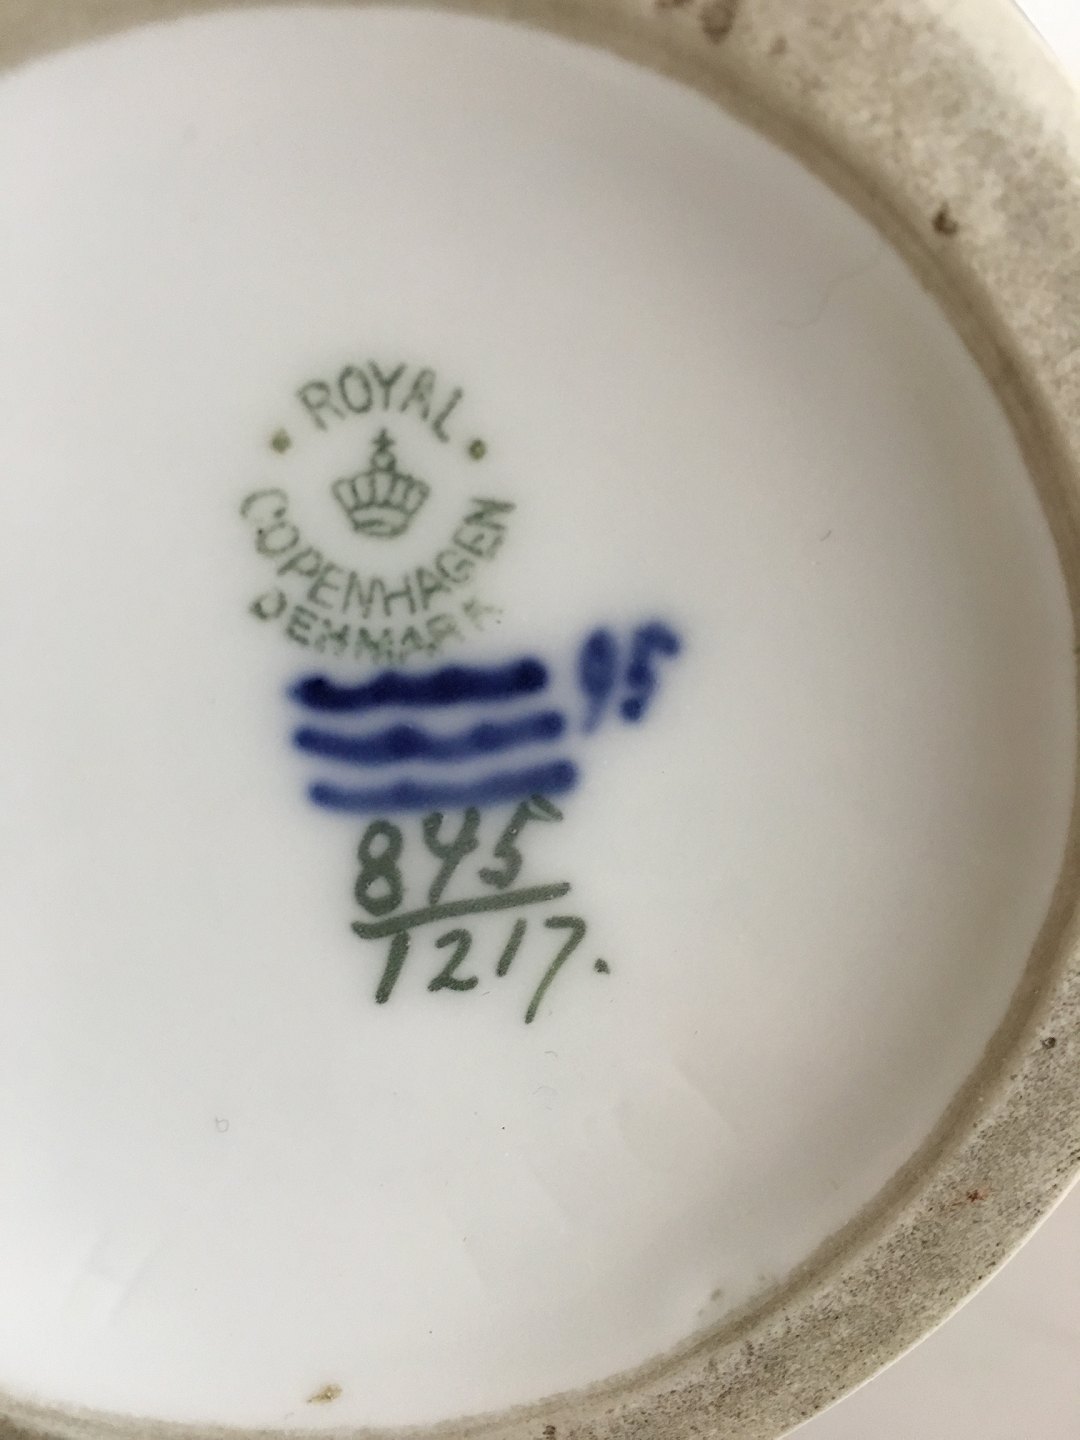 ROYAL
COPENHAGEN
DENMARK
95
845
1217.